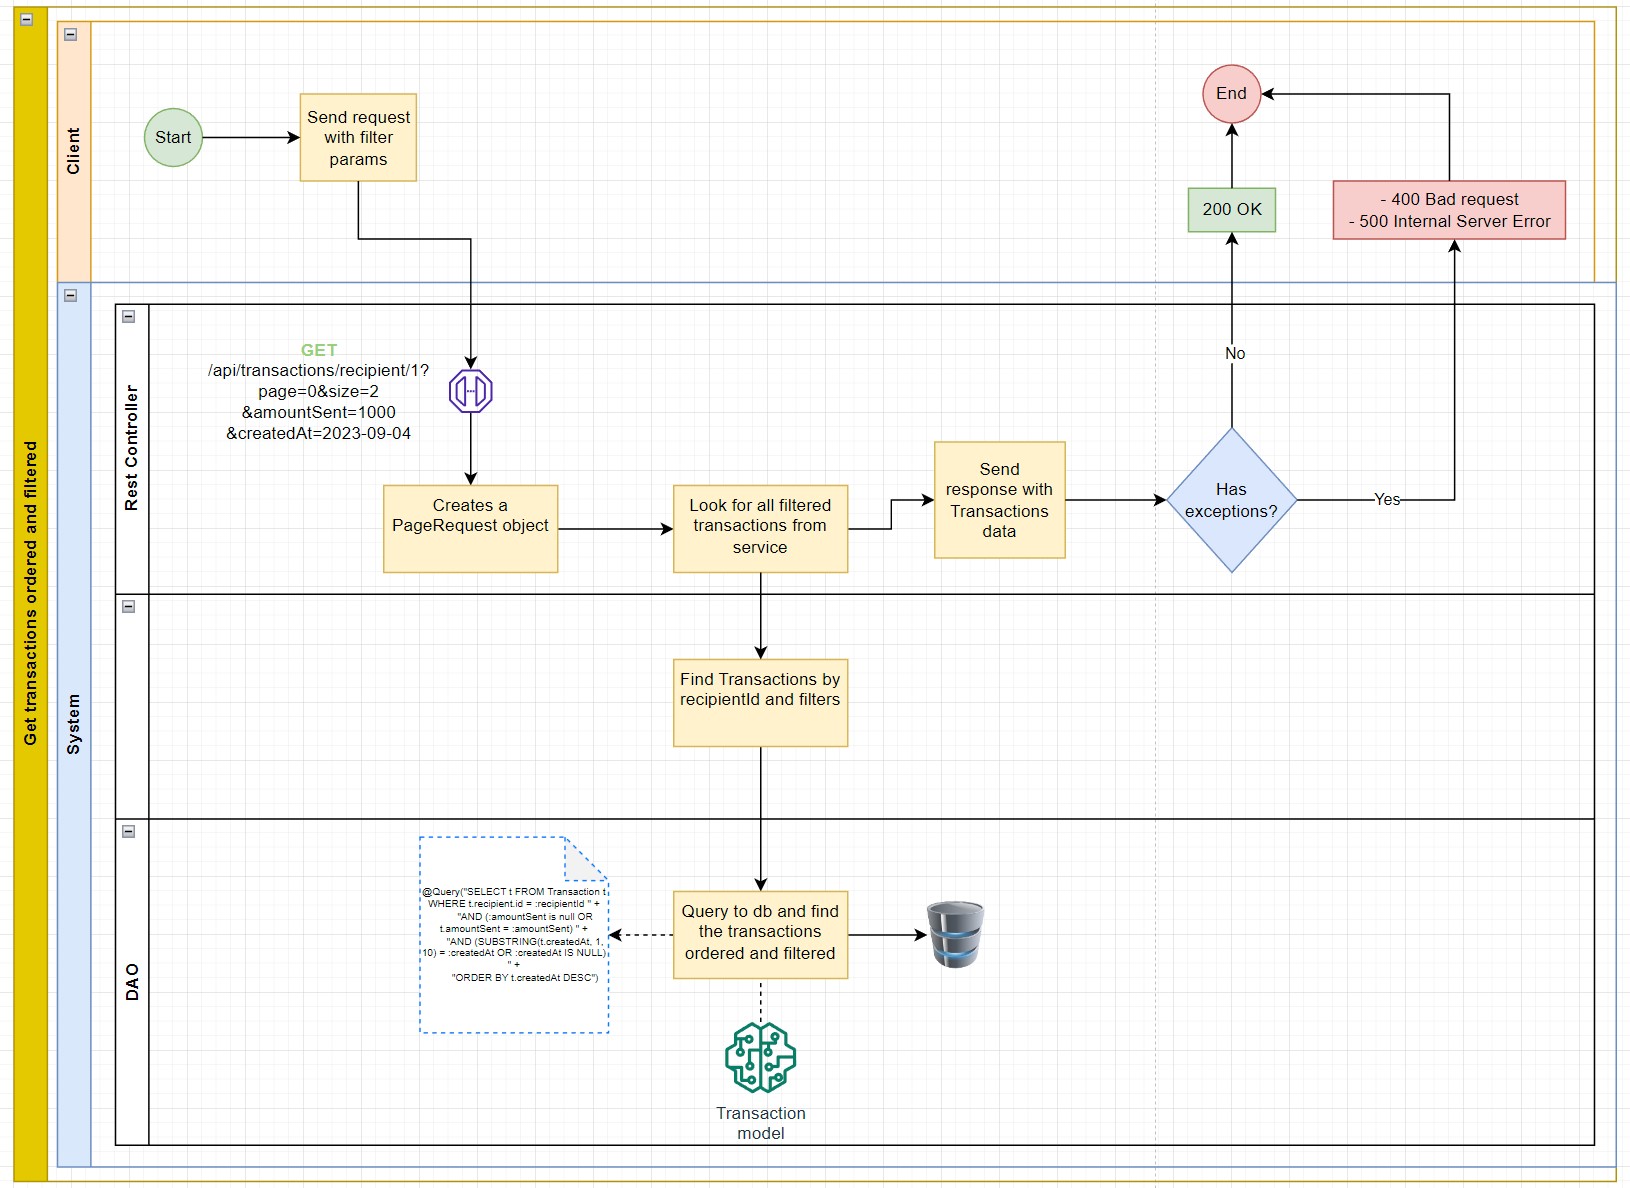 Get transactions ordered and filtered
Client
Start
Send request
with filter
params
End
200 OK
- 400 Bad request
- 500 Internal Server Error
System
Rest Controller
GET
/api/transactions/recipient/1?
page=0&size=2
&amountSent=1000
&createdAt=2023-09-04
Creates a
PageRequest object
Look for all filtered
transactions from
service
Send
response with
Transactions
data
Has
exceptions?
No
Yes
Find Transactions by
recipientId and filters
DAO
@Query("SELECT t FROM Transaction t
WHERE t.recipient.id = :recipientId " +
"AND (:amountSent is null OR
t.amountSent = :amountSent) " +
"AND (SUBSTRING(t.createdAt, 1,
10) = :createdAt OR :createdAt IS NULL)
" +
"ORDER BY t.createdAt DESC")
Query to db and find
the transactions
ordered and filtered
Transaction
model